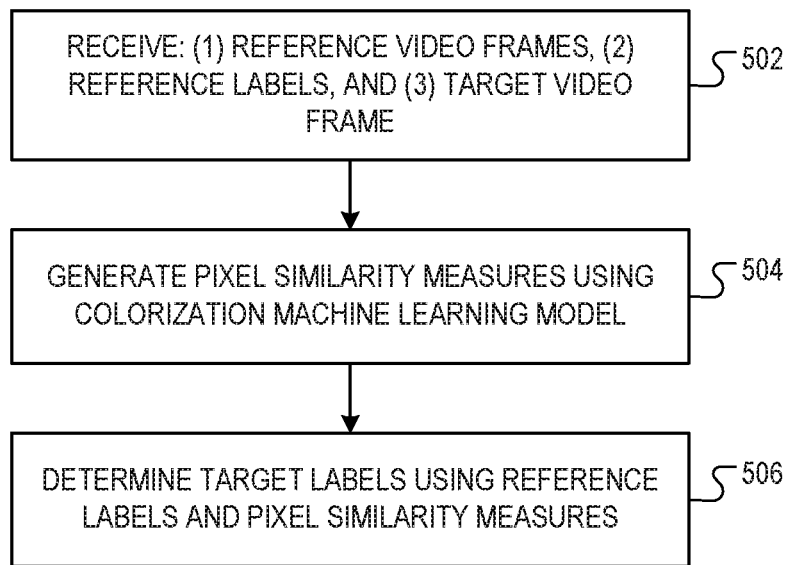 RECEIVE: (1) REFERENCE VIDEO FRAMES, (2)
REFERENCE LABELS, AND (3) TARGET VIDEO
FRAME
502
GENERATE PIXEL SIMILARITY MEASURES USING
COLORIZATION MACHINE LEARNING MODEL
504
DETERMINE TARGET LABELS USING REFERENCE
LABELS AND PIXEL SIMILARITY MEASURES
506